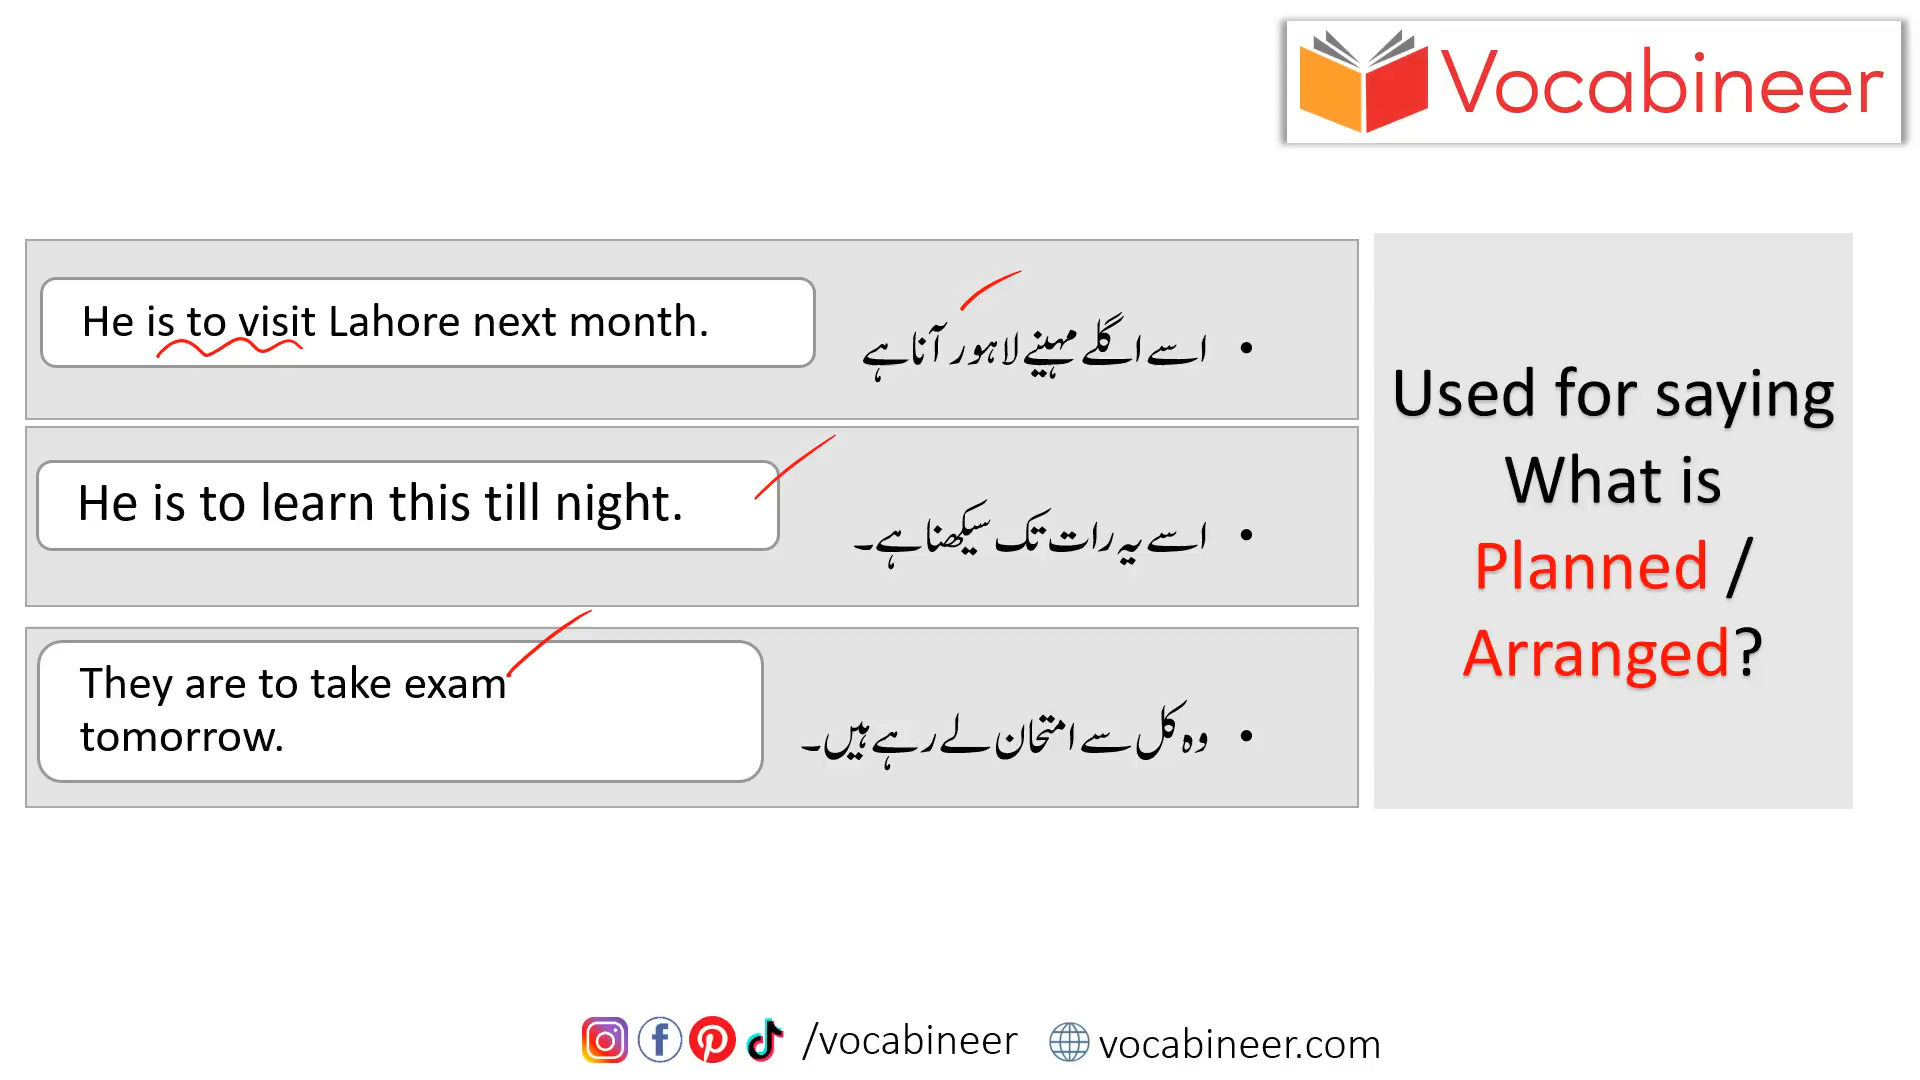 Vocabineer
He is to visit Lahore next month.
اسے اگلے مہینے لاہور آنا ہے
He is to learn this till night.
اسے یہ رات تک سیکھنا ہے۔
They are to take exam
tomorrow.
وہ کل سے امتحان لے رہے ہیں۔
Used for saying
What is
Planned /
Arranged?
/vocabineer
vocabineer.com